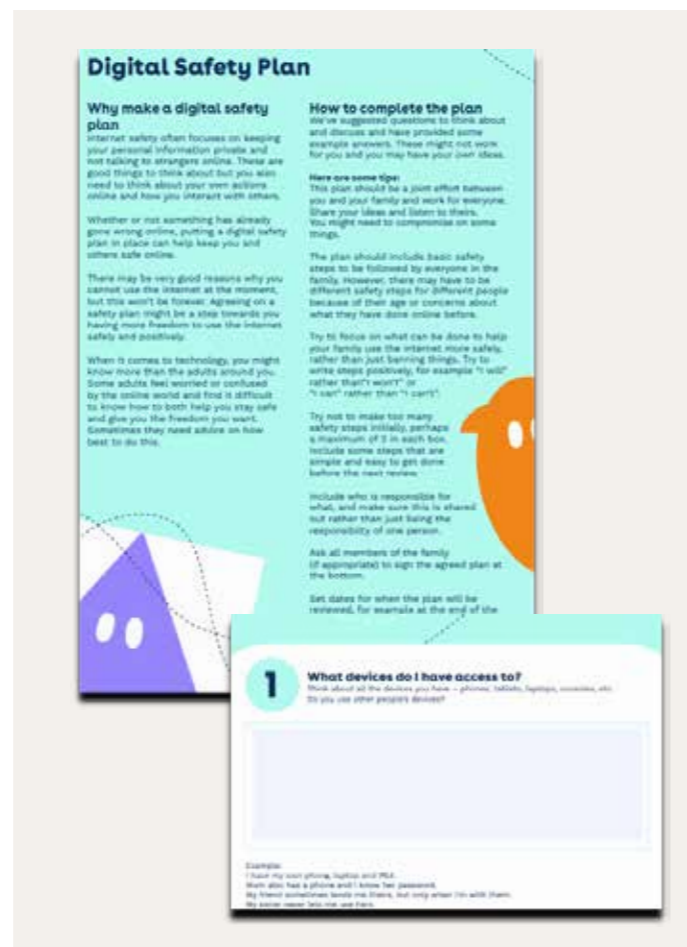 Digital Safety Plan
Why make a digital safety
plan
Internet safety often focuses on keeping
your personal information private and
not talking to strangers online. These are
good things to think about but you also
need to think about your own actions
online and how you interact with others.
Whether or not something has already
gone wrong online, putting a digital safety
plan in place can help keep you and
others safe online.
There may be very good reasons why you
cannot use the internet at the moment,
but this won't be forever. Agreeing on a
safety plan might be a step towards you
having more freedom to use the internet
safely and positively.
When it comes to technology, you might
know more than the adults around you.
Some adults feel worried or confused
by the online world and find it difficult
to know how to both help you stay safe
and give you the freedom you want.
Sometimes they need advice on how
best to do this.
How to complete the plan
We've suggested questions to think about
and discuss and have provided some
example answers. These might not work
for you and you may have your own ideas.
Here are some tips:
This plan should be a joint effort between
you and your family and work for everyone.
Share your ideas and listen to theirs.
You might need to compromise on some
things.
The plan should include basic safety
steps to be followed by everyone in the
family. However, there may have to be
different safety steps for different people
because of their age or concerns about
what they have done online before.
Try to focus on what can be done to help
your family use the internet more safely,
rather than just banning things. Try to
write steps positively, for example "I will"
rather than "I won't" or
"I can" rather than "I can't".
Try not to make too many
safety steps initially, perhaps
a maximum of 3 in each box.
Include some steps that are
simple and easy to get done
before the next review.
Include who is responsible for
what, and make sure this is shared
out rather than just being the
responsibility of one person.
Ask all members of the family
(if appropriate) to sign the agreed plan at
the bottom.
Set dates for when the plan will be
reviewed, for example at the end of the
1
What devices do I have access to?
Think about all the devices you have – phones, tablets, laptops, consoles, etc.
Do you use other people's devices?
Example:
I have my own phone, laptop and PS4.
Mum also has a phone and I know her password.
My friend sometimes lends me theirs, but only when I'm with them.
My sister never lets me use hers.